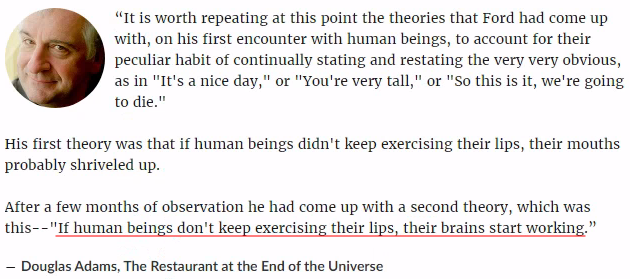 “It is worth repeating at this point the theories that Ford had come up
with, on his first encounter with human beings, to account for their
peculiar habit of continually stating and restating the very very obvious,
as in "It's a nice day," or "You're very tall," or "So this is it, we're going
to die."
His first theory was that if human beings didn't keep exercising their lips, their mouths
probably shriveled up.
After a few months of observation he had come up with a second theory, which was
this--"If human beings don't keep exercising their lips, their brains start working.”
― Douglas Adams, The Restaurant at the End of the Universe